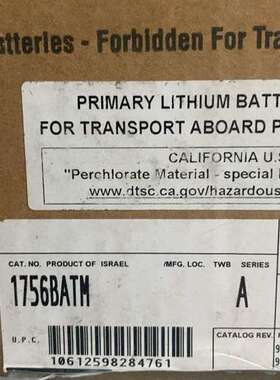 atteries - Forbidden For Tra
PRIMARY LITHIUM BATT
FOR TRANSPORT ABOARD P
CALIFORNIA U.S
"Perchlorate Material - special
www.dtsc.ca.gov/hazardous
CAT. NO. PRODUCT OF ISRAEL /MFG. LOC. TWB SERIES
1756BATM A
U.P.C.
10612598284761
CATALOG REV.